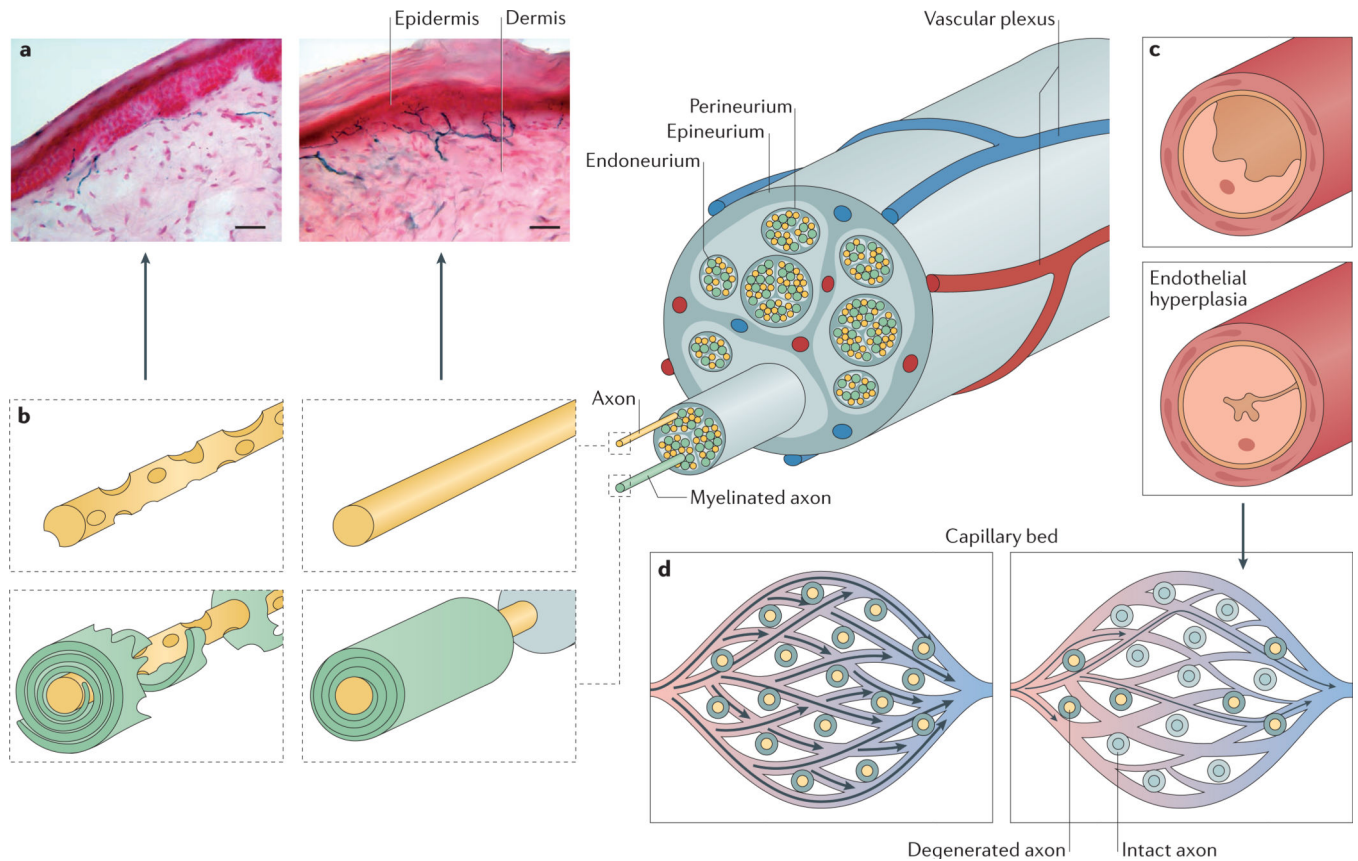 Epidermis
Dermis
Vascular plexus
a
c
Perineurium
Epineurium
Endoneurium
Endothelial
hyperplasia
b
Axon
Myelinated axon
Capillary bed
d
Degenerated axon
Intact axon